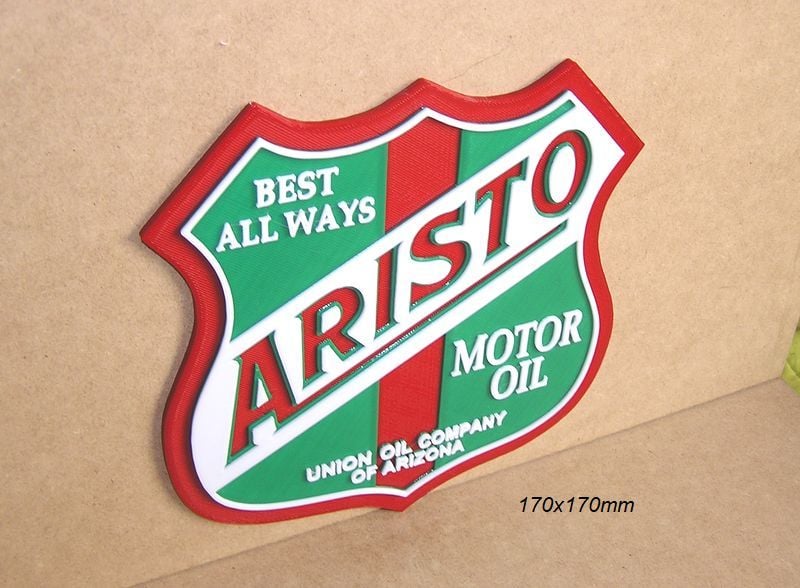 BEST
ALL WAYS
ARISTO
MOTOR
OIL
UNION OIL COMPANY
OF ARIZONA
170x170mm